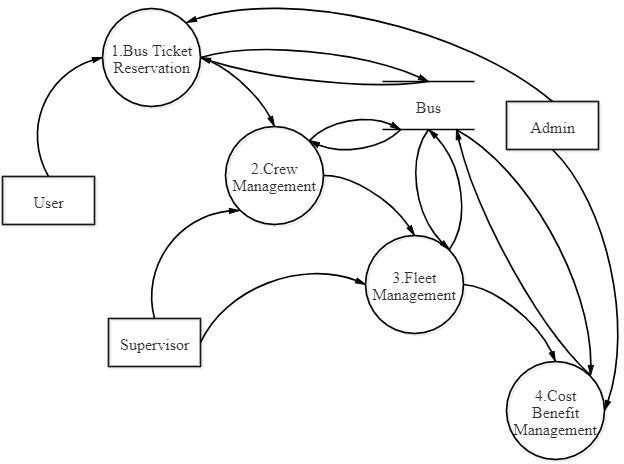 1.Bus Ticket
Reservation
Bus
Admin
2.Crew
Management
User
3.Fleet
Management
Supervisor
4.Cost
Benefit
Management